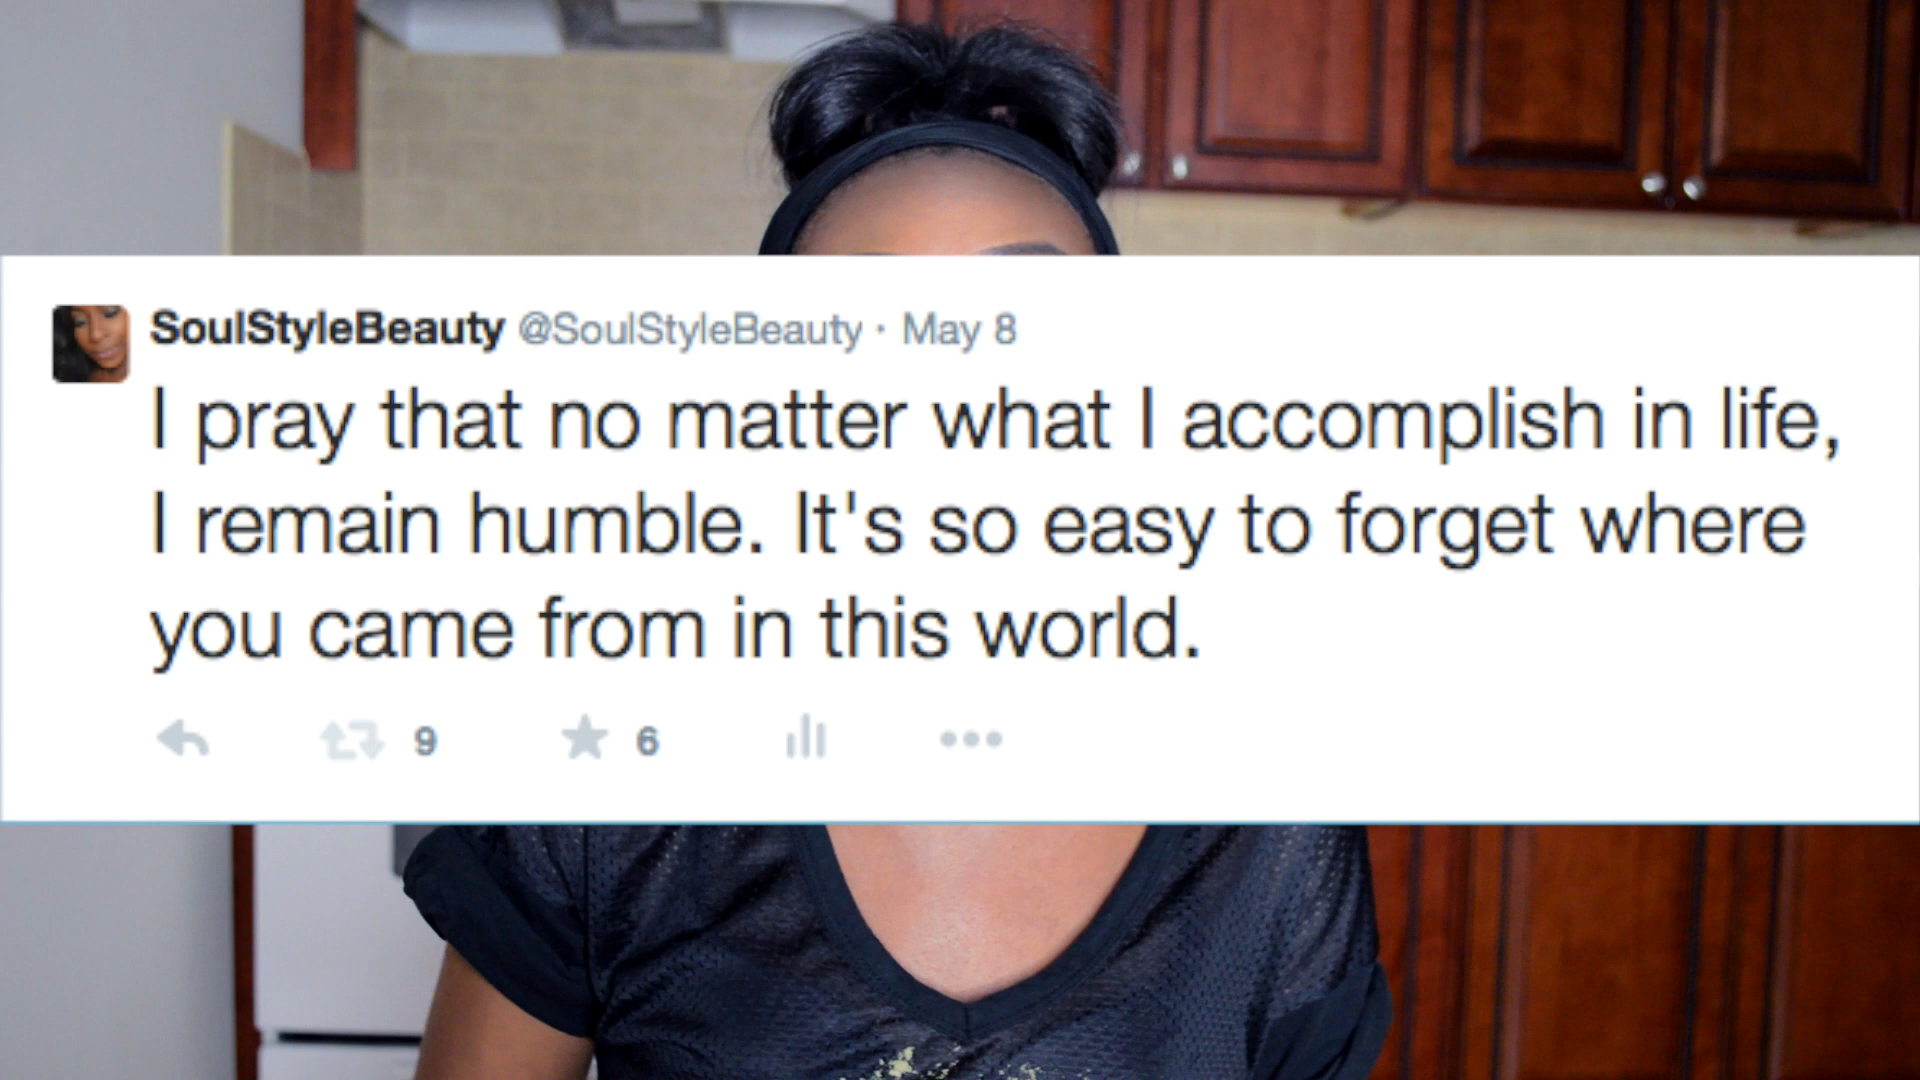 SoulStyleBeauty @SoulStyleBeauty · May 8
I pray that no matter what I accomplish in life,
I remain humble. It's so easy to forget where
you came from in this world.
9 6